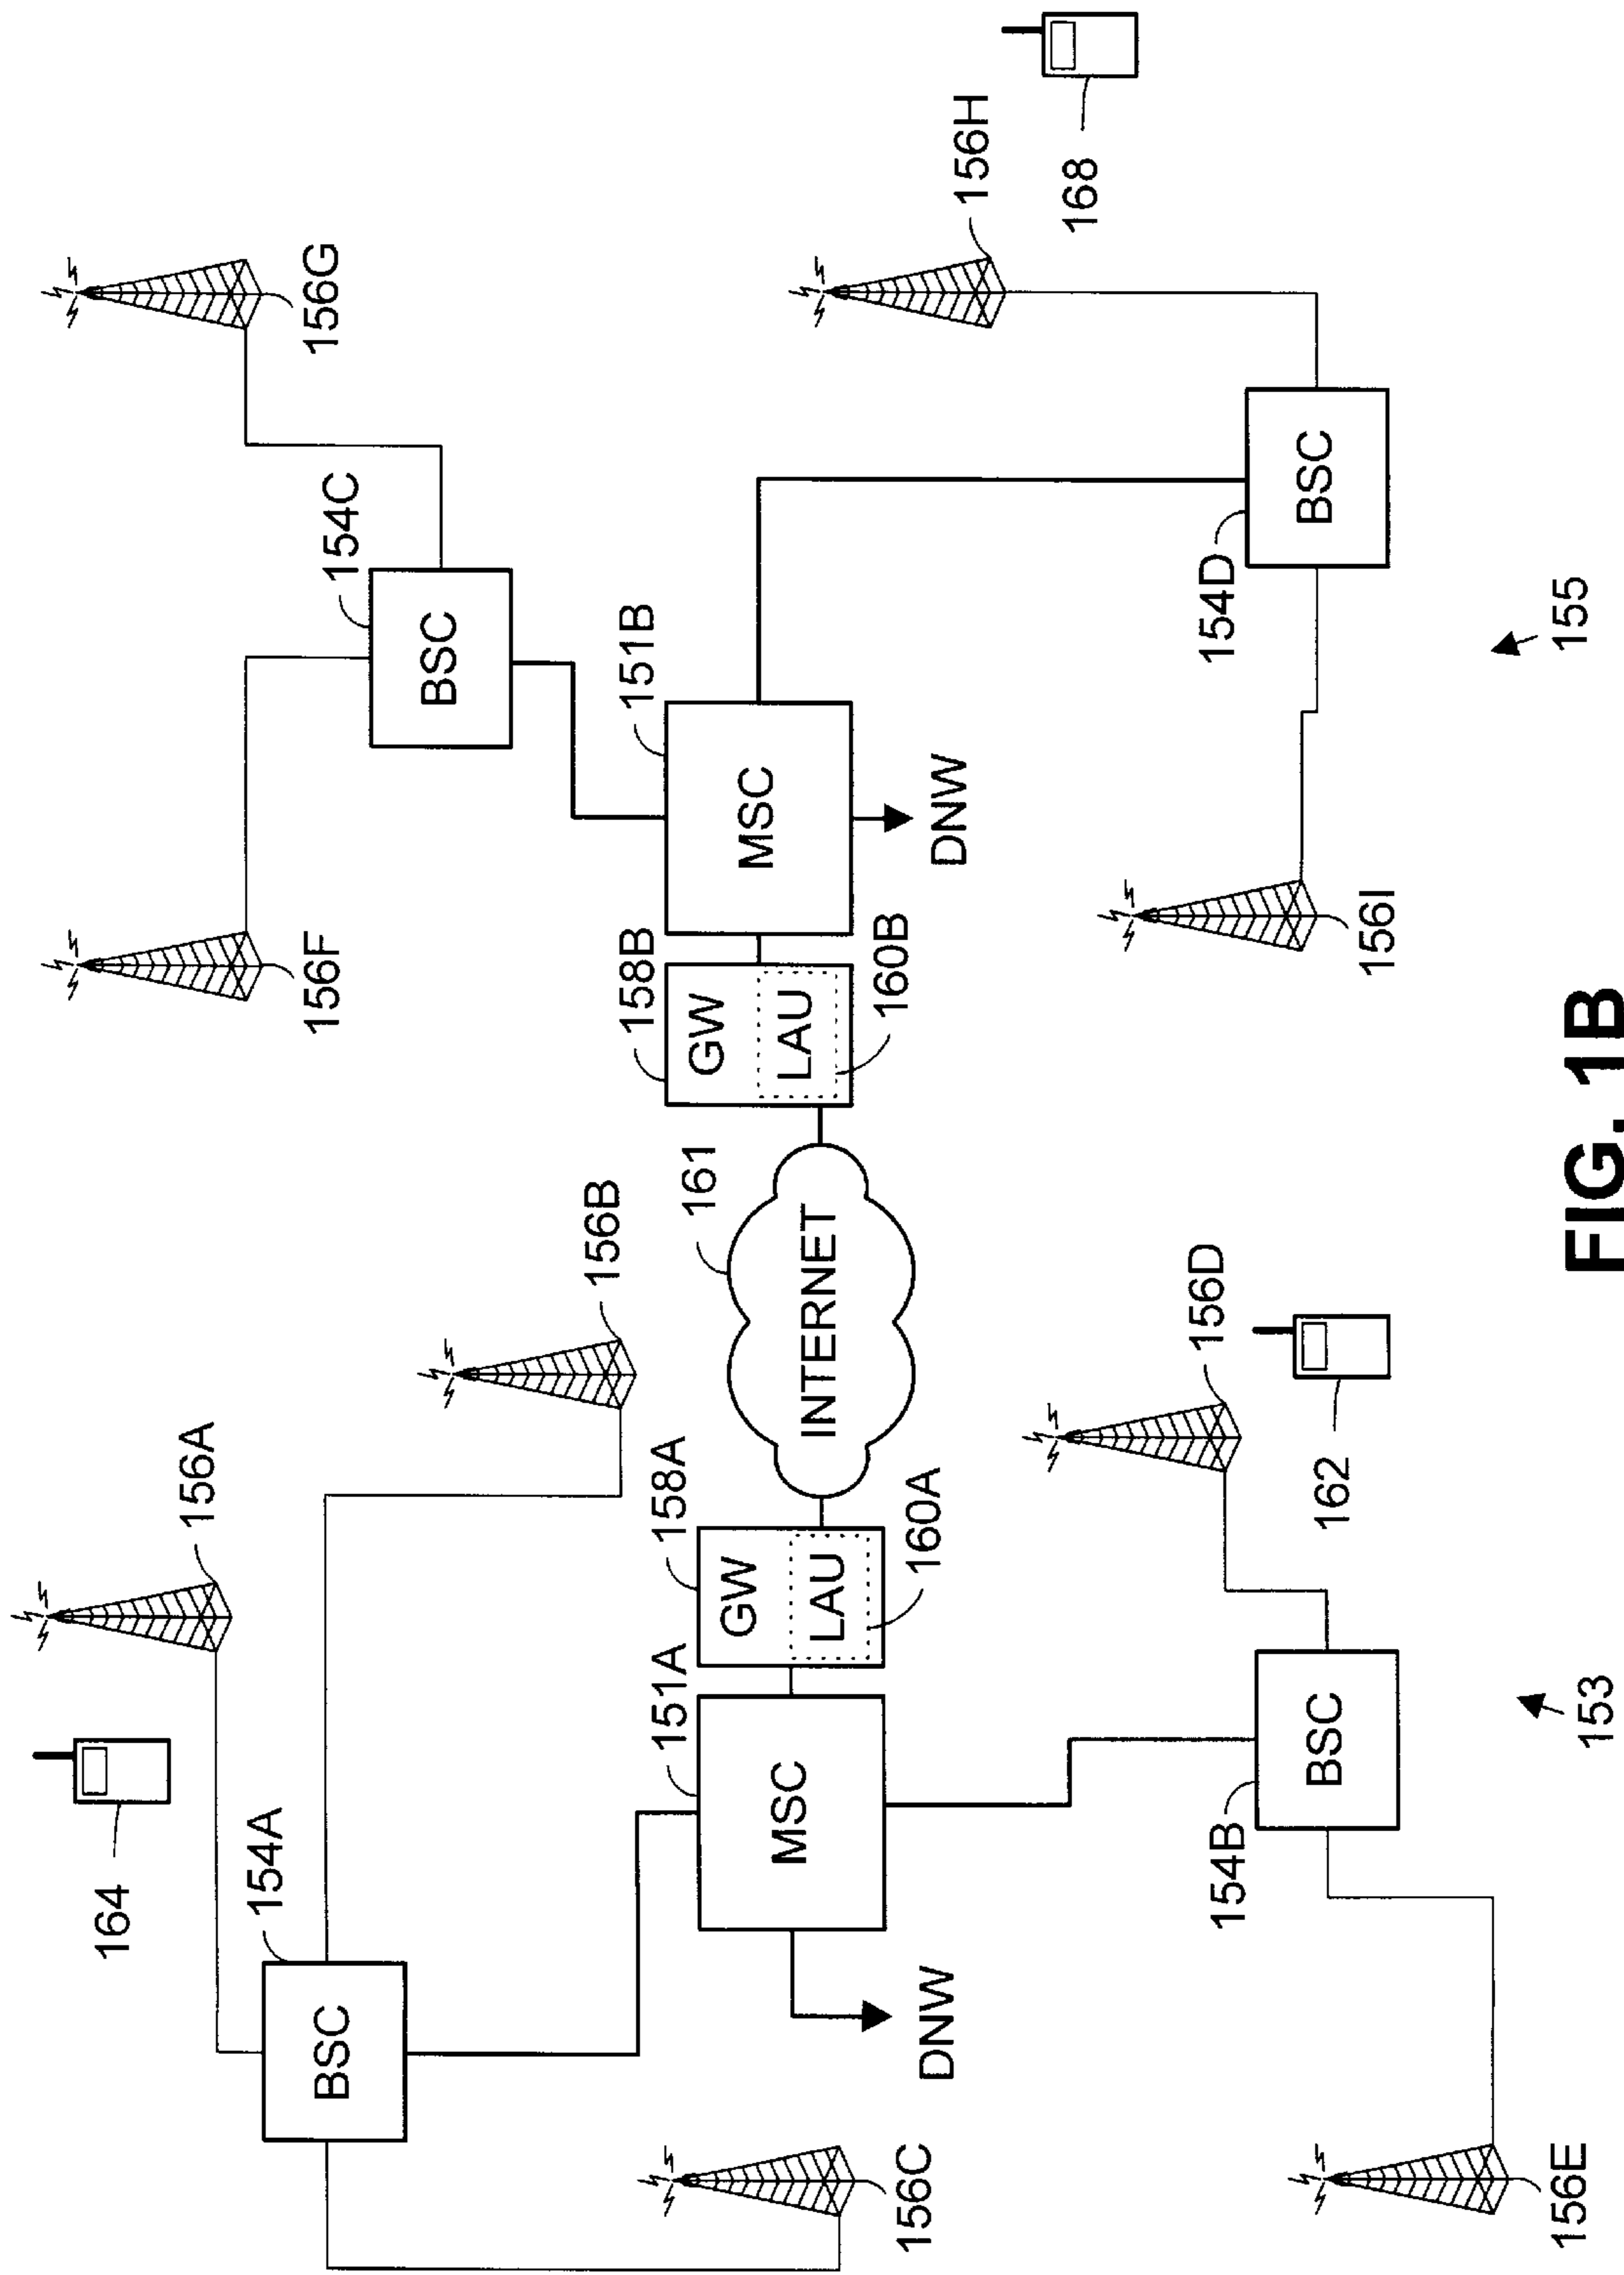 164
156A
154A
BSC
156B
156C
151A
MSC
158A
GW
LAU
160A
DNW
161
INTERNET
154B
BSC
156D
162
156E
153
156F
156G
154C
BSC
158B
GW
LAU
160B
151B
MSC
DNW
156H
168
154D
BSC
156I
155
FIG. 1B